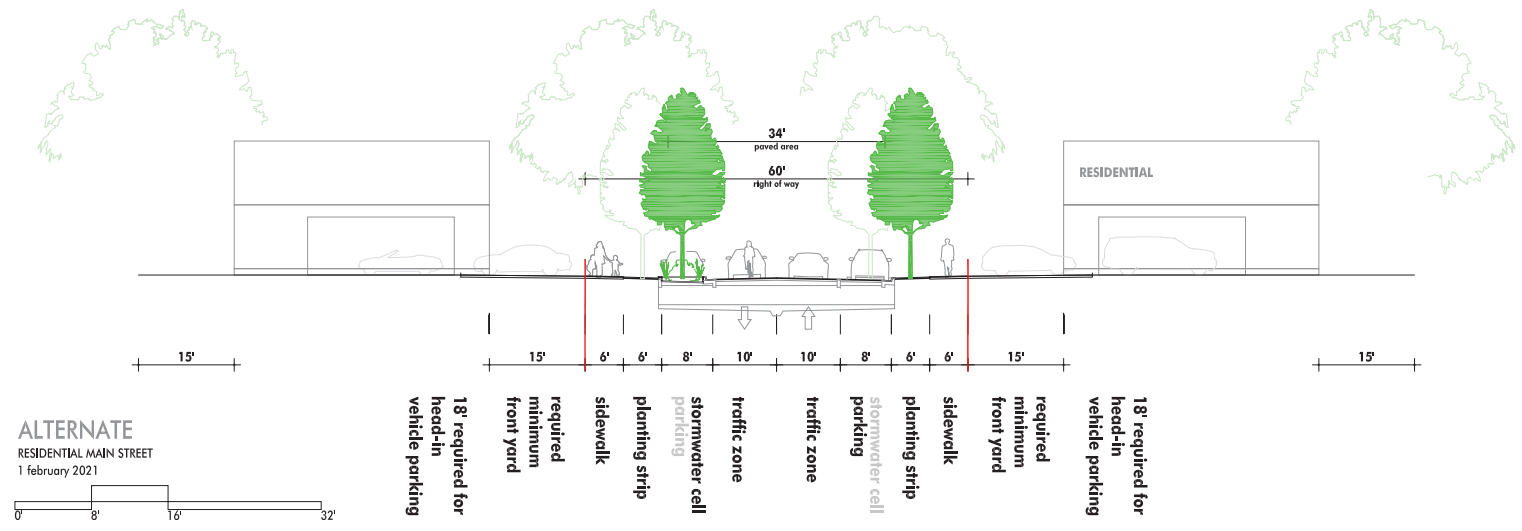 34'
paved area
60'
right of way
RESIDENTIAL
15'
15'
6'
6'
8'
10'
10'
8'
6'
6'
15'
15'
18' required for
head-in
vehicle parking
required
minimum
front yard
sidewalk
planting strip
stormwater cell
parking
traffic zone
traffic zone
stormwater cell
parking
planting strip
sidewalk
required
minimum
front yard
18' required for
head-in
vehicle parking
ALTERNATE
RESIDENTIAL MAIN STREET
1 february 2021
0'
8'
16'
32'